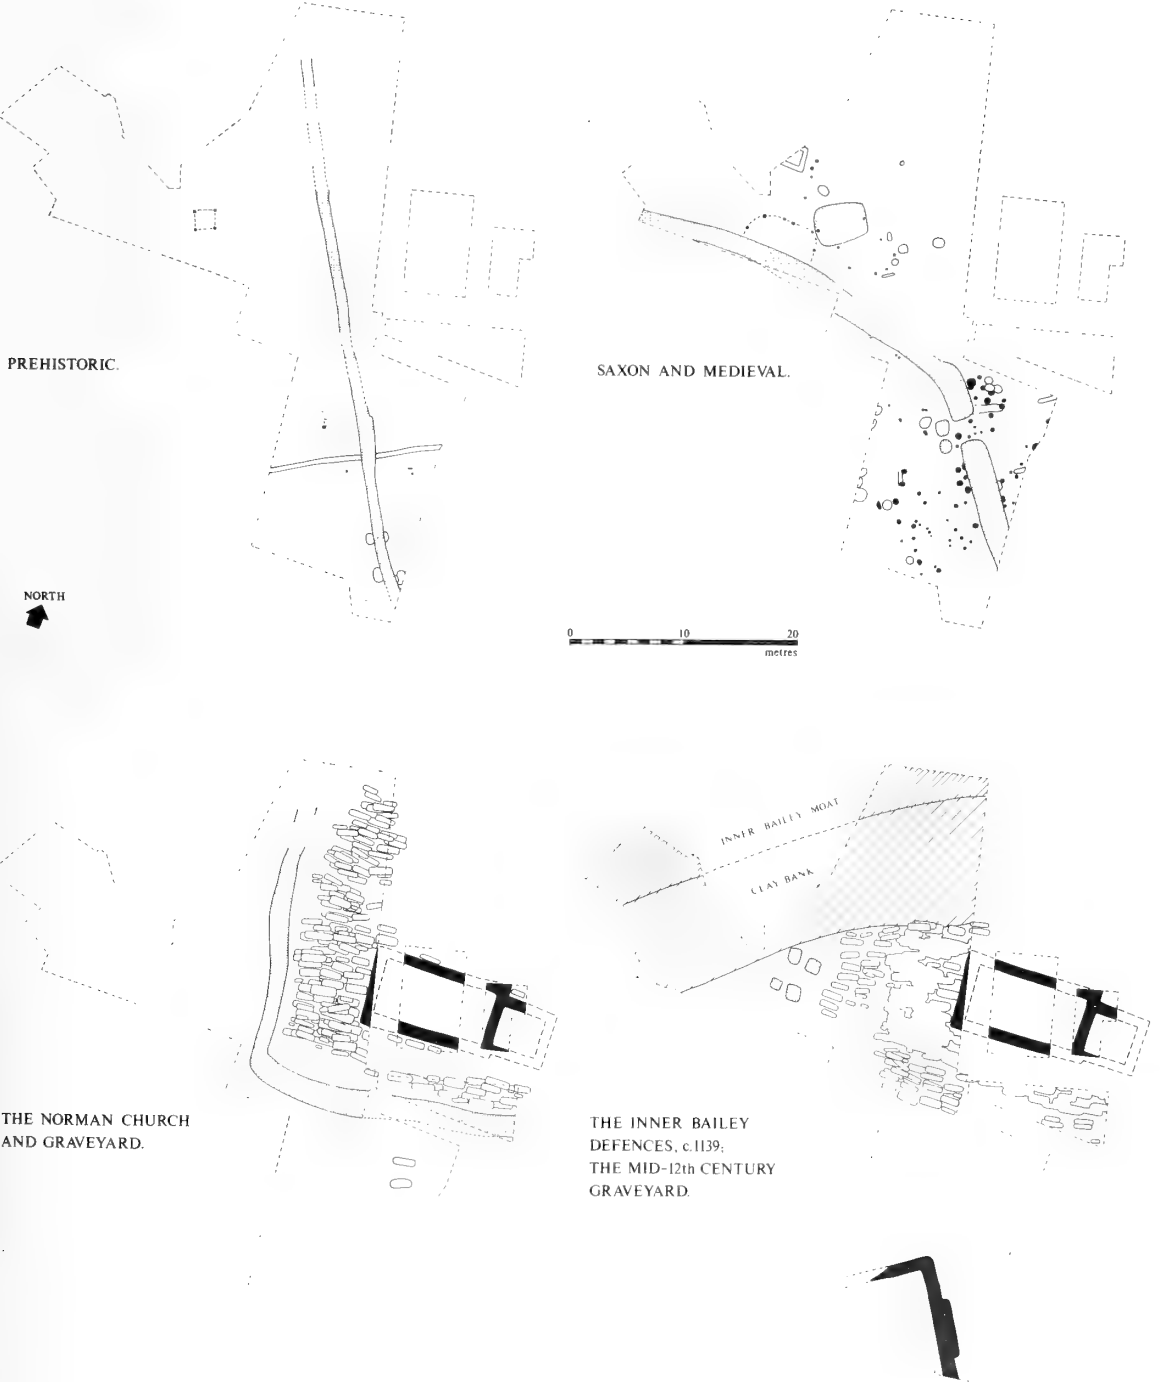 PREHISTORIC.
SAXON AND MEDIEVAL.
NORTH
0 10 20
metres
INNER BAILEY MOAT
CLAY BANK
THE NORMAN CHURCH
AND GRAVEYARD.
THE INNER BAILEY
DEFENCES, c.1139;
THE MID-12th CENTURY
GRAVEYARD.